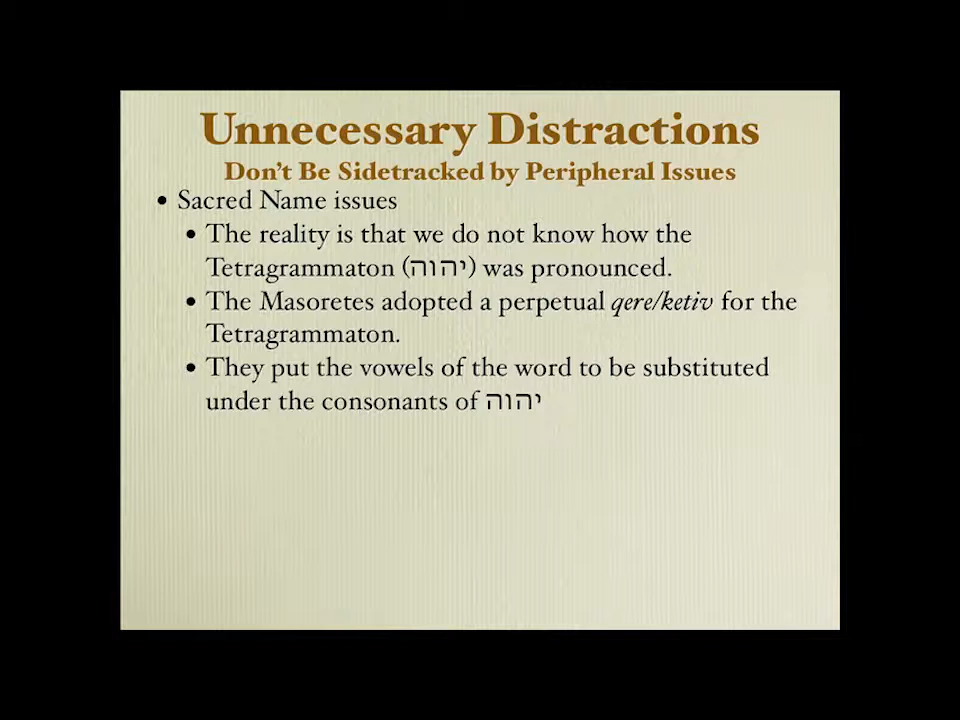 Unnecessary Distractions
Don't Be Sidetracked by Peripheral Issues
• Sacred Name issues
• The reality is that we do not know how the
Tetragrammaton (יהוה) was pronounced.
• The Masoretes adopted a perpetual qere/ketiv for the
Tetragrammaton.
• They put the vowels of the word to be substituted
under the consonants of יהוה